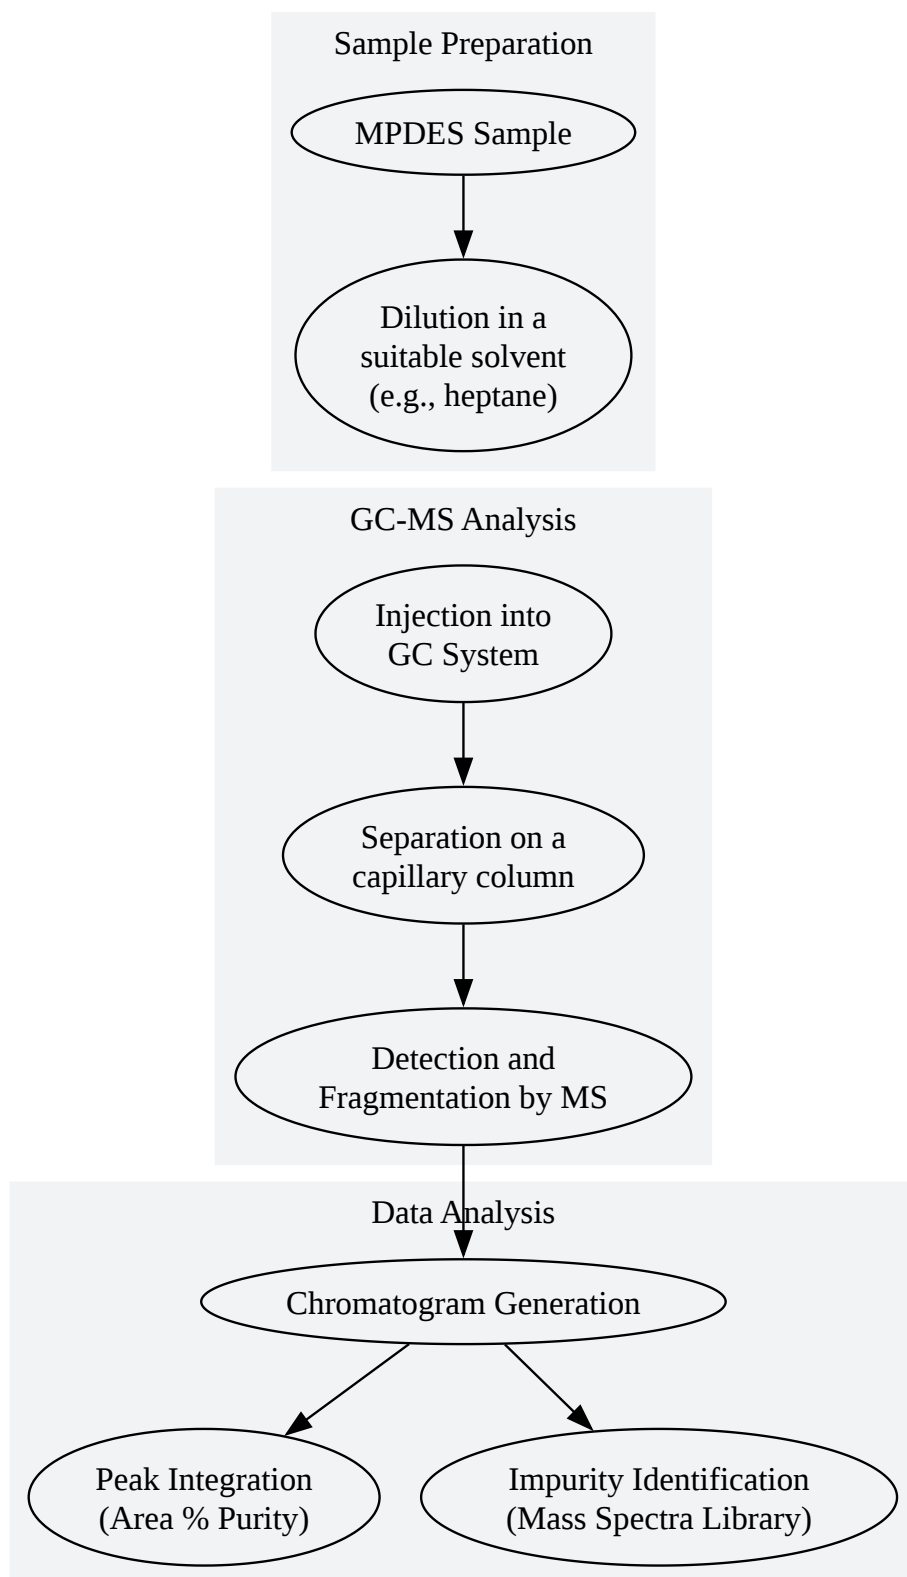 Sample Preparation
MPDES Sample
Dilution in a
suitable solvent
(e.g., heptane)
GC-MS Analysis
Injection into
GC System
Separation on a
capillary column
Detection and
Fragmentation by MS
Data Analysis
Chromatogram Generation
Peak Integration
(Area % Purity)
Impurity Identification
(Mass Spectra Library)